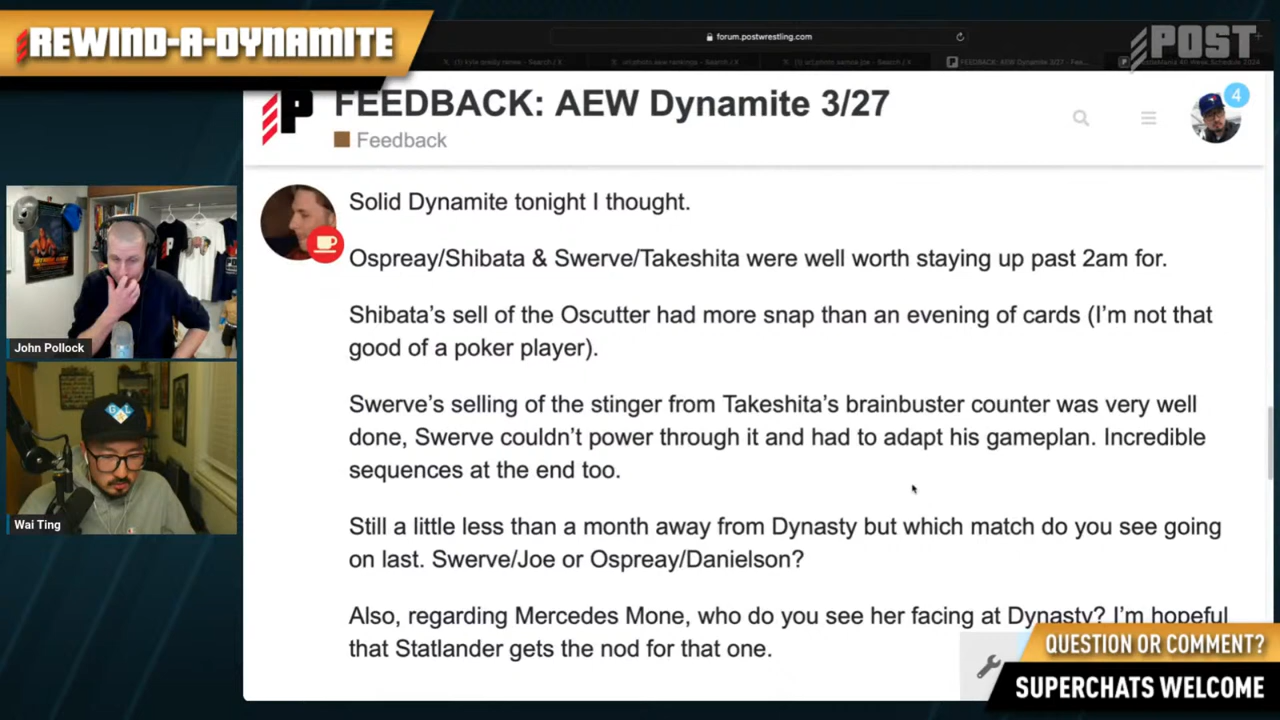 REWIND-A-DYNAMITE
forum.postwrestling.com
POST
FEEDBACK: AEW Dynamite 3/27 - Fee...
FEEDBACK: AEW Dynamite 3/27
4
Feedback
Solid Dynamite tonight I thought.
Ospreay/Shibata & Swerve/Takeshita were well worth staying up past 2am for.
Shibata's sell of the Oscutter had more snap than an evening of cards (I'm not that
good of a poker player).
John Pollock
Swerve's selling of the stinger from Takeshita's brainbuster counter was very well
done, Swerve couldn't power through it and had to adapt his gameplan. Incredible
sequences at the end too.
Wai Ting
Still a little less than a month away from Dynasty but which match do you see going
on last. Swerve/Joe or Ospreay/Danielson?
Also, regarding Mercedes Mone, who do you see her facing at Dynasty? I'm hopeful
that Statlander gets the nod for that one.
QUESTION OR COMMENT?
SUPERCHATS WELCOME